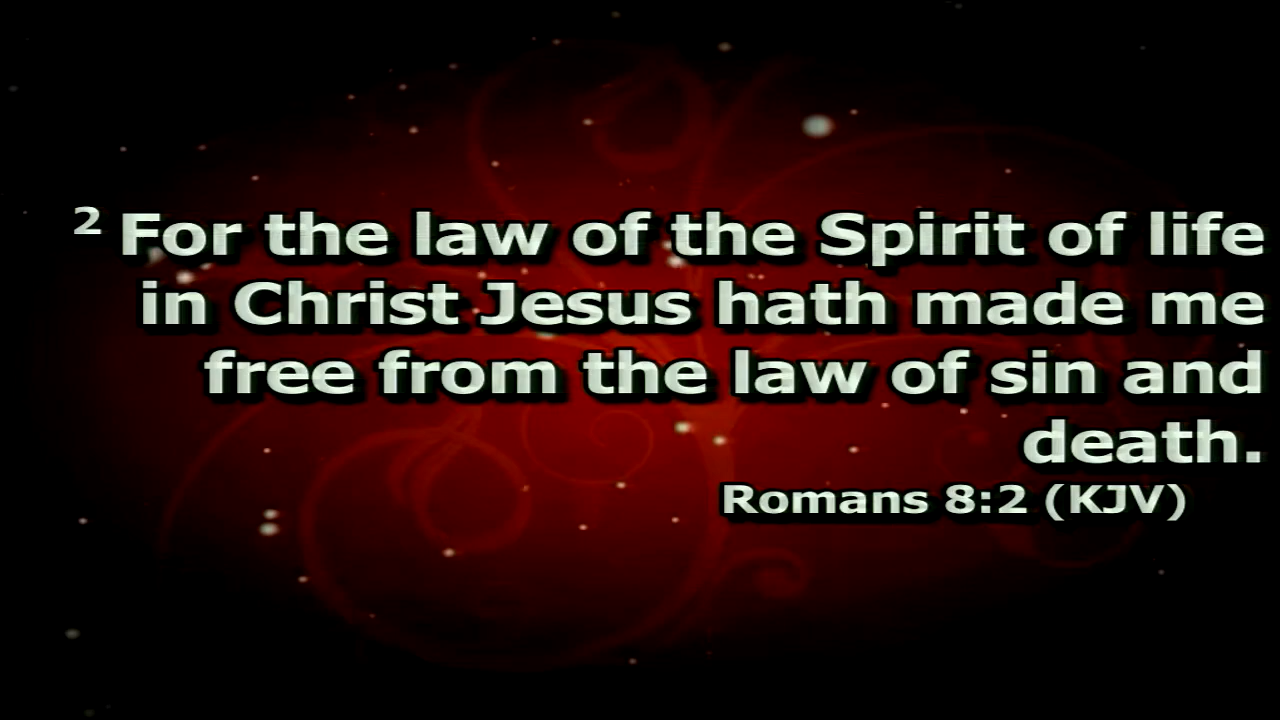 2 For the law of the Spirit of life
in Christ Jesus hath made me
free from the law of sin and
death.
Romans 8:2 (KJV)